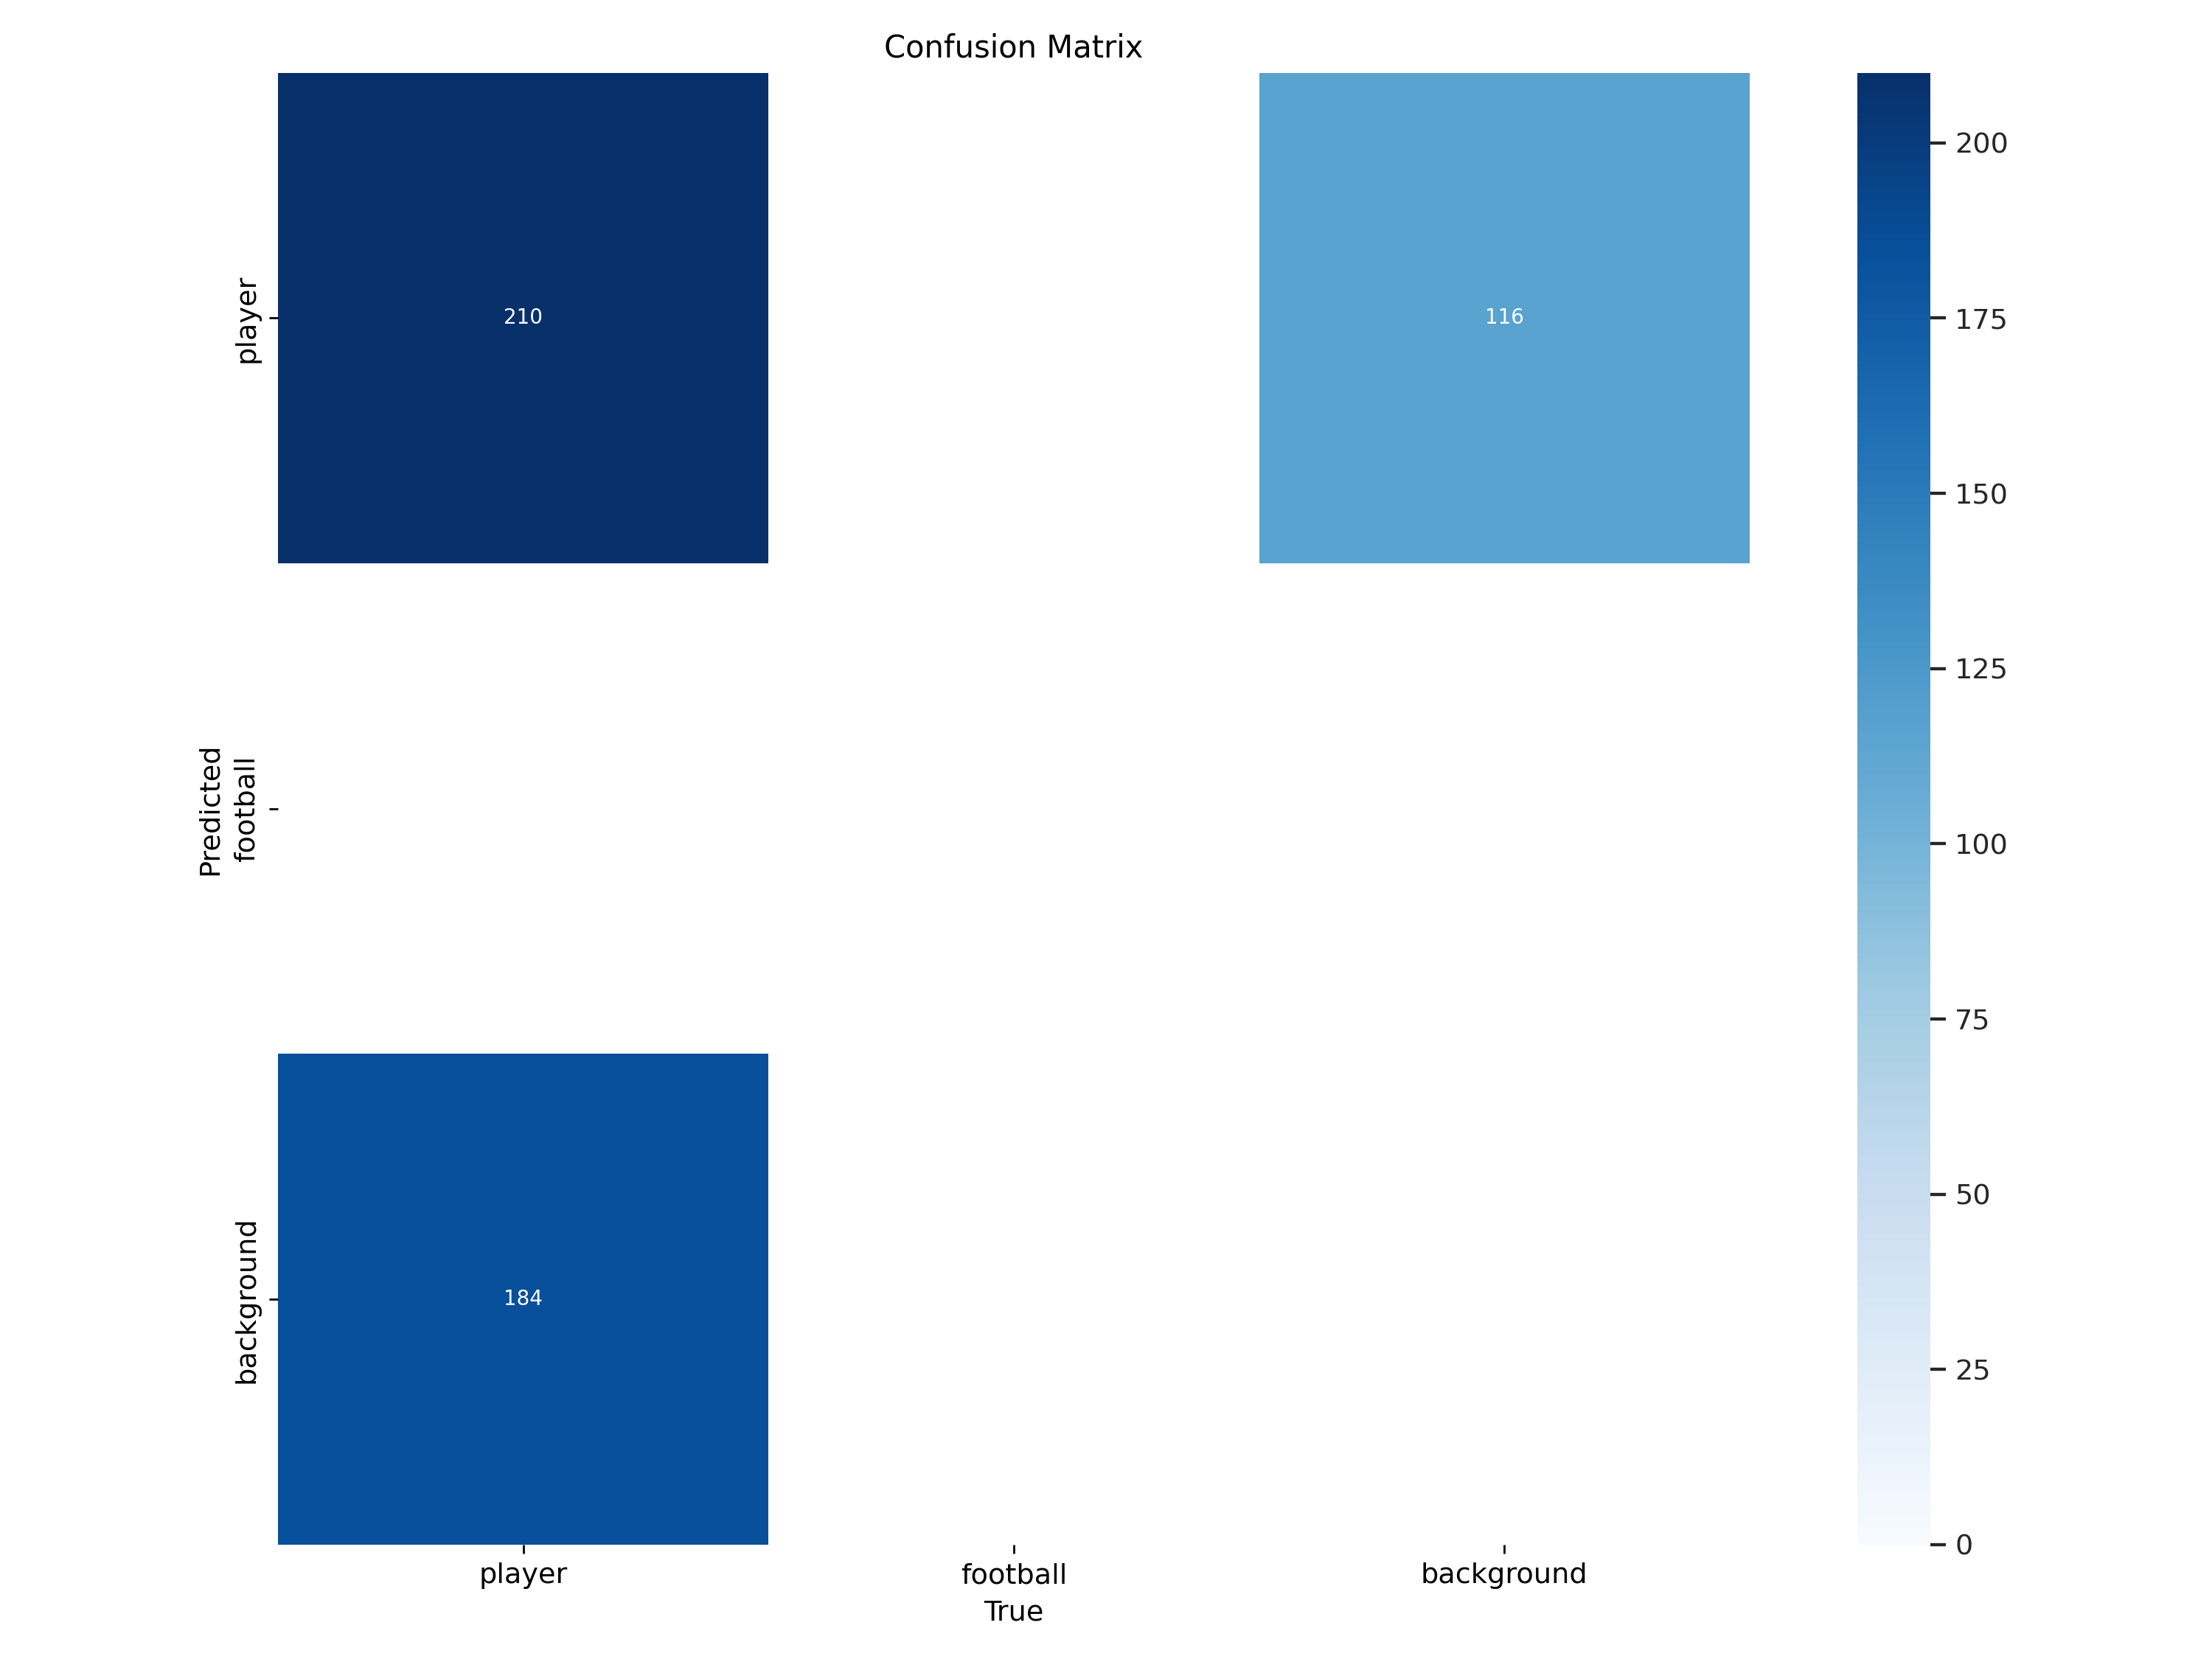 Confusion Matrix
player
210
116
200
175
150
125
Predicted
football
100
75
background
184
50
25
0
player
football
background
True